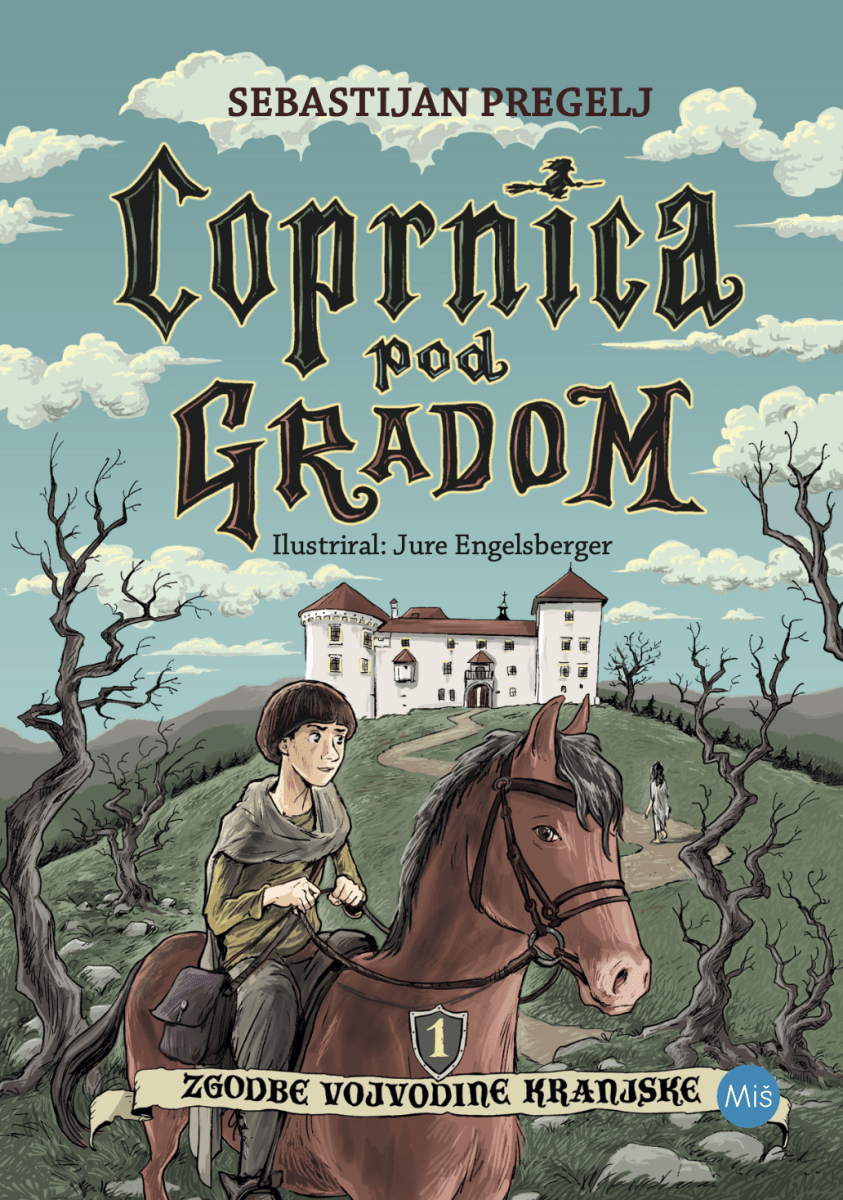 SEBASTIJAN PREGELJ
Coprnica
pod
GRADOM
Ilustriral: Jure Engelsberger
1
ZGODBE VOJVODINE KRANJSKE
Miš